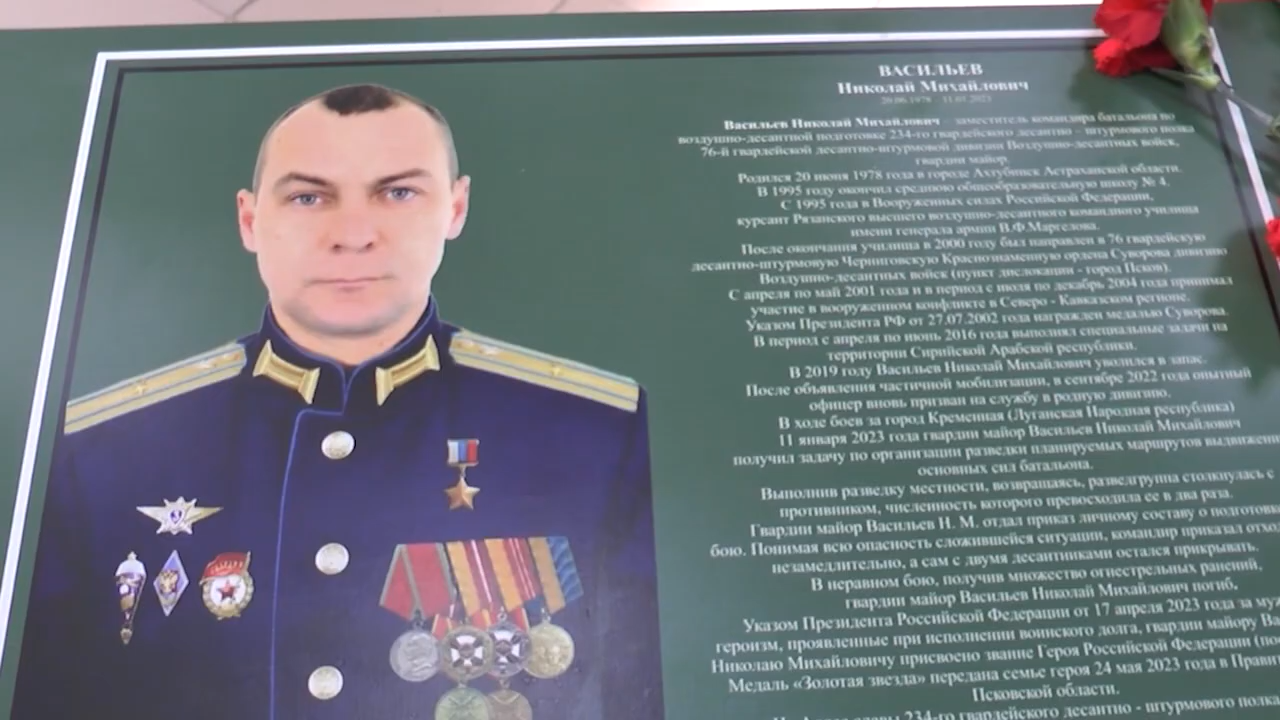 ВАСИЛЬЕВ
Николай Михайлович
20.06.1978 - 11.01.2023
Васильев Николай Михайлович - заместитель командира батальона по
воздушно-десантной подготовке 234-го гвардейского десантно - штурмового полка
76-й гвардейской десантно-штурмовой дивизии Воздушно-десантных войск,
гвардии майор.
Родился 20 июня 1978 года в городе Ахтубинск Астраханской области.
В 1995 году окончил среднюю общеобразовательную школу № 4.
С 1995 года в Вооруженных силах Российской Федерации,
курсант Рязанского высшего воздушно-десантного командного училища
имени генерала армии В.Ф.Маргелова.
После окончания училища в 2000 году был направлен в 76 гвардейскую
десантно-штурмовую Черниговскую Краснознаменную ордена Суворова дивизию
Воздушно-десантных войск (пункт дислокации - город Псков).
С апреля по май 2001 года и в период с июля по декабрь 2004 года принимал
участие в вооруженном конфликте в Северо - Кавказском регионе.
Указом Президента РФ от 27.07.2002 года награжден медалью Суворова.
В период с апреля по июнь 2016 года выполнял специальные задачи на
территории Сирийской Арабской республики.
В 2019 году Васильев Николай Михайлович уволился в запас.
После объявления частичной мобилизации, в сентябре 2022 года опытный
офицер вновь призван на службу в родную дивизию.
В ходе боев за город Кременная (Луганская Народная республика)
11 января 2023 года гвардии майор Васильев Николай Михайлович
получил задачу по организации разведки планируемых маршрутов выдвижени
основных сил батальона.
Выполнив разведку местности, возвращаясь, разведгруппа столкнулась с
противником, численность которого превосходила ее в два раза.
Гвардии майор Васильев Н. М. отдал приказ личному составу о подготовк
бою. Понимая всю опасность сложившейся ситуации, командир приказал отхо
незамедлительно, а сам с двумя десантниками остался прикрывать.
В неравном бою, получив множество огнестрельных ранений,
гвардии майор Васильев Николай Михайлович погиб.
Указом Президента Российской Федерации от 17 апреля 2023 года за му
героизм, проявленные при исполнении воинского долга, гвардии майору Ва
Николаю Михайловичу присвоено звание Героя Российской Федерации (по
Медаль «Золотая звезда» передана семье героя 24 мая 2023 года в Прави
Псковской области.
славы 234-го гвардейского десантно - штурмового полка